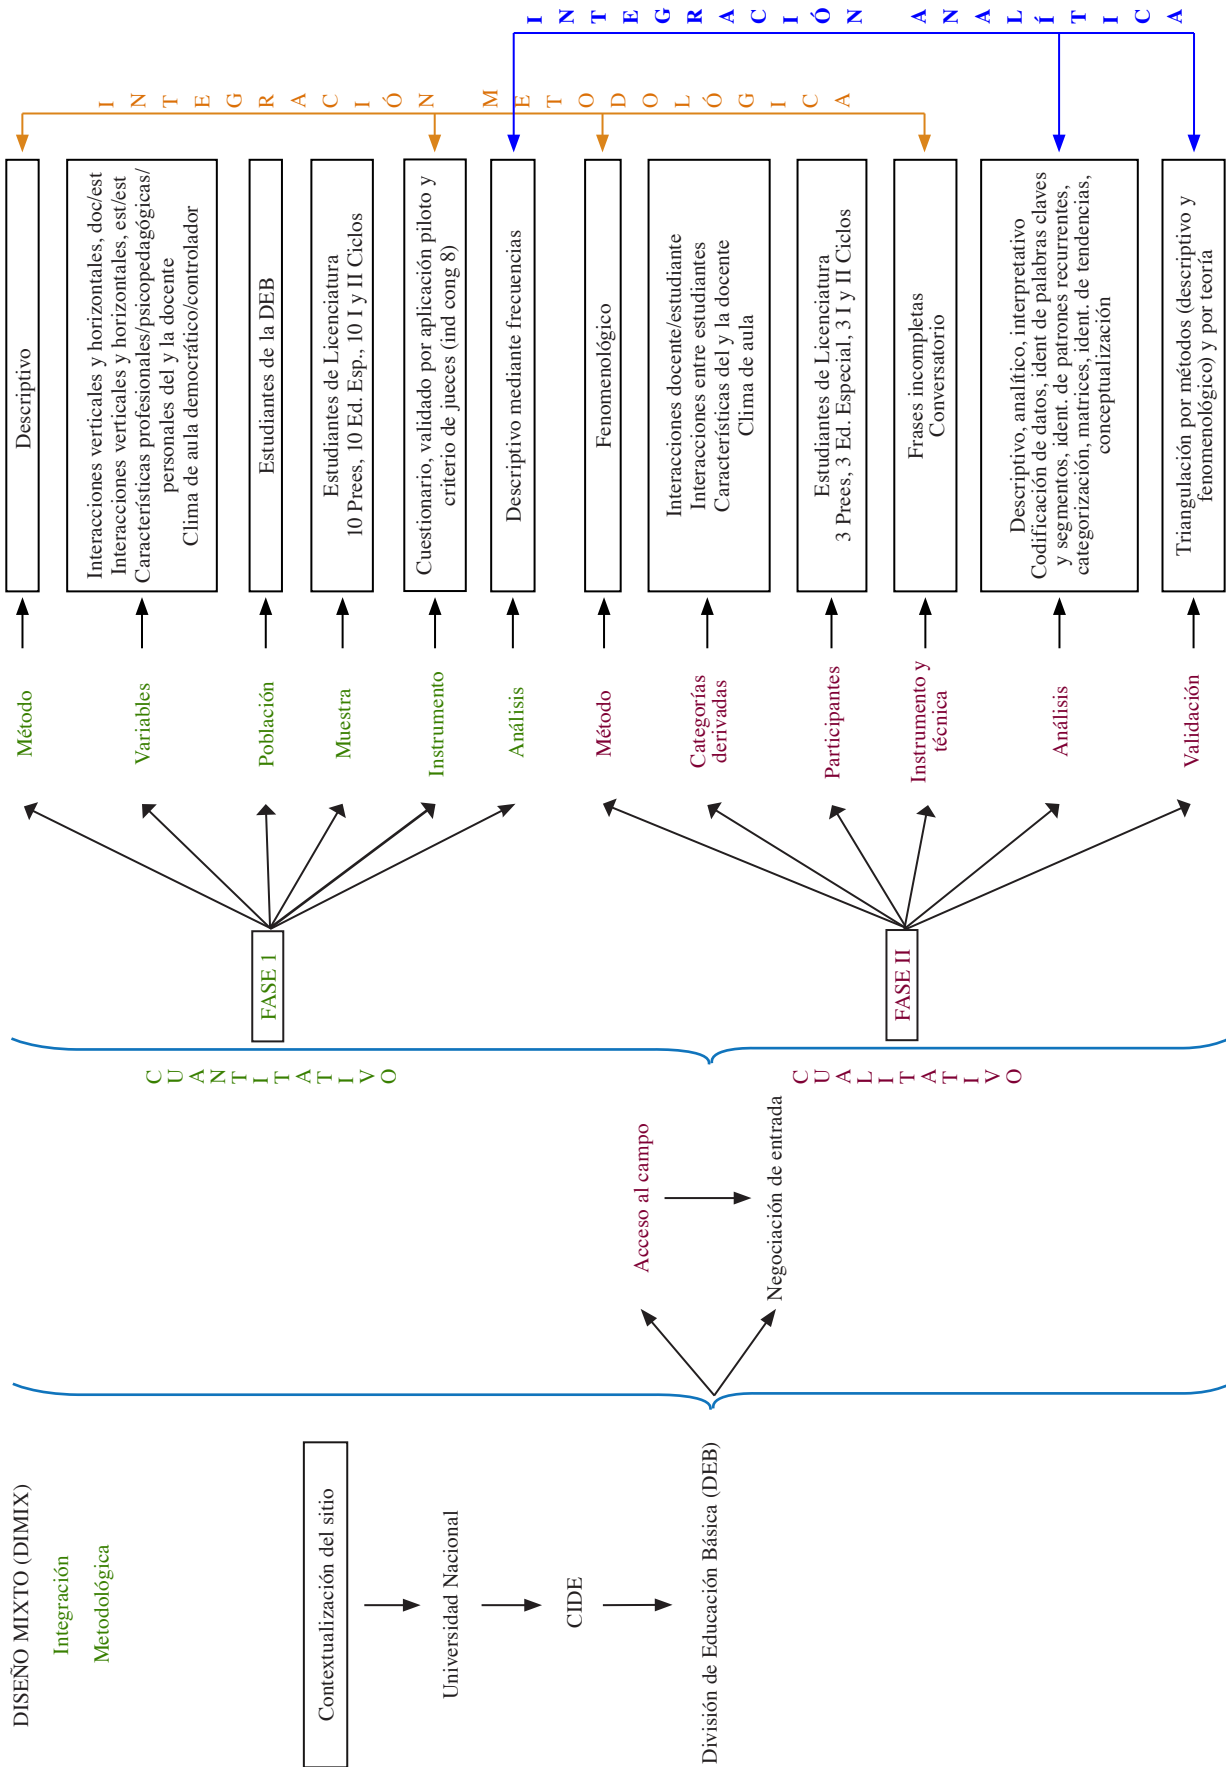 DISEÑO MIXTO (DIMIX)
Integración
Metodológica
Contextualización del sitio
Universidad Nacional
CIDE
División de Educación Básica (DEB)
Acceso al campo
Negociación de entrada
CUANTITATIVO
FASE 1
Método
Descriptivo
Variables
Interacciones verticales y horizontales, doc/est
Interacciones verticales y horizontales, est/est
Características profesionales/psicopedagógicas/
personales del y la docente
Clima de aula democrático/controlador
Población
Estudiantes de la DEB
Muestra
Estudiantes de Licenciatura
10 Prees, 10 Ed. Esp., 10 I y II Ciclos
Instrumento
Cuestionario, validado por aplicación piloto y
criterio de jueces (ind cong 8)
Análisis
Descriptivo mediante frecuencias
CUALITATIVO
FASE II
Método
Fenomenológico
Categorías
derivadas
Interacciones docente/estudiante
Interacciones entre estudiantes
Características del y la docente
Clima de aula
Participantes
Estudiantes de Licenciatura
3 Prees, 3 Ed. Especial, 3 I y II Ciclos
Instrumento y
técnica
Frases incompletas
Conversatorio
Análisis
Descriptivo, analítico, interpretativo
Codificación de datos, ident de palabras claves
y segmentos, ident. de patrones recurrentes,
categorización, matrices, ident. de tendencias,
conceptualización
Validación
Triangulación por métodos (descriptivo y
fenomenológico) y por teoría
INTEGRACIÓN METODOLÓGICA
INTEGRACIÓN ANALÍTICA